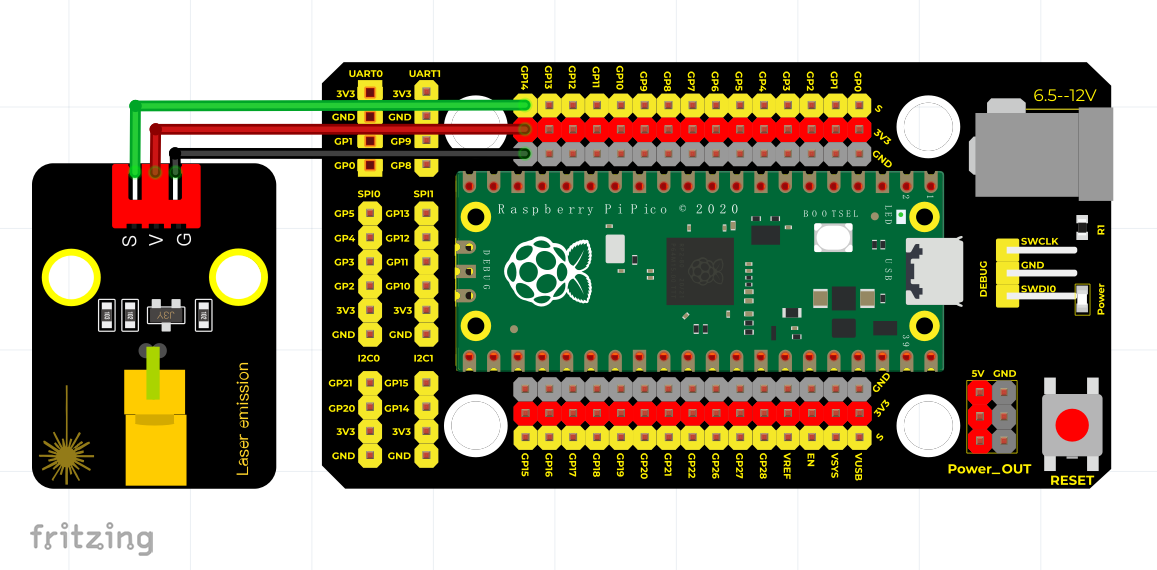 UART0 UART1
3V3 3V3
GND GND
GP1 GP9
GP0 GP8
SPI0 SPI1
GP5 GP13
GP4 GP12
GP3 GP11
GP2 GP10
3V3 3V3
GND GND
I2C0 I2C1
GP21 GP15
GP20 GP14
3V3 3V3
GND GND
GP14 GP13 GP12 GP11 GP10 GP9 GP8 GP7 GP6 GP5 GP4 GP3 GP2 GP1 GP0
S
3V3
GND
6.5--12V
S V G
J3Y
Laser emission
Raspberry Pi Pico © 2020
BOOTSEL
LED
2 1
DEBUG
USB
39
SWCLK
GND
SWDI0
DEBUG
R1
Power
GND
3V3
S
GP15 GP16 GP17 GP18 GP19 GP20 GP21 GP22 GP26 GP27 GP28 VREF EN VSYS VUSB
5V GND
Power_OUT
RESET
fritzing